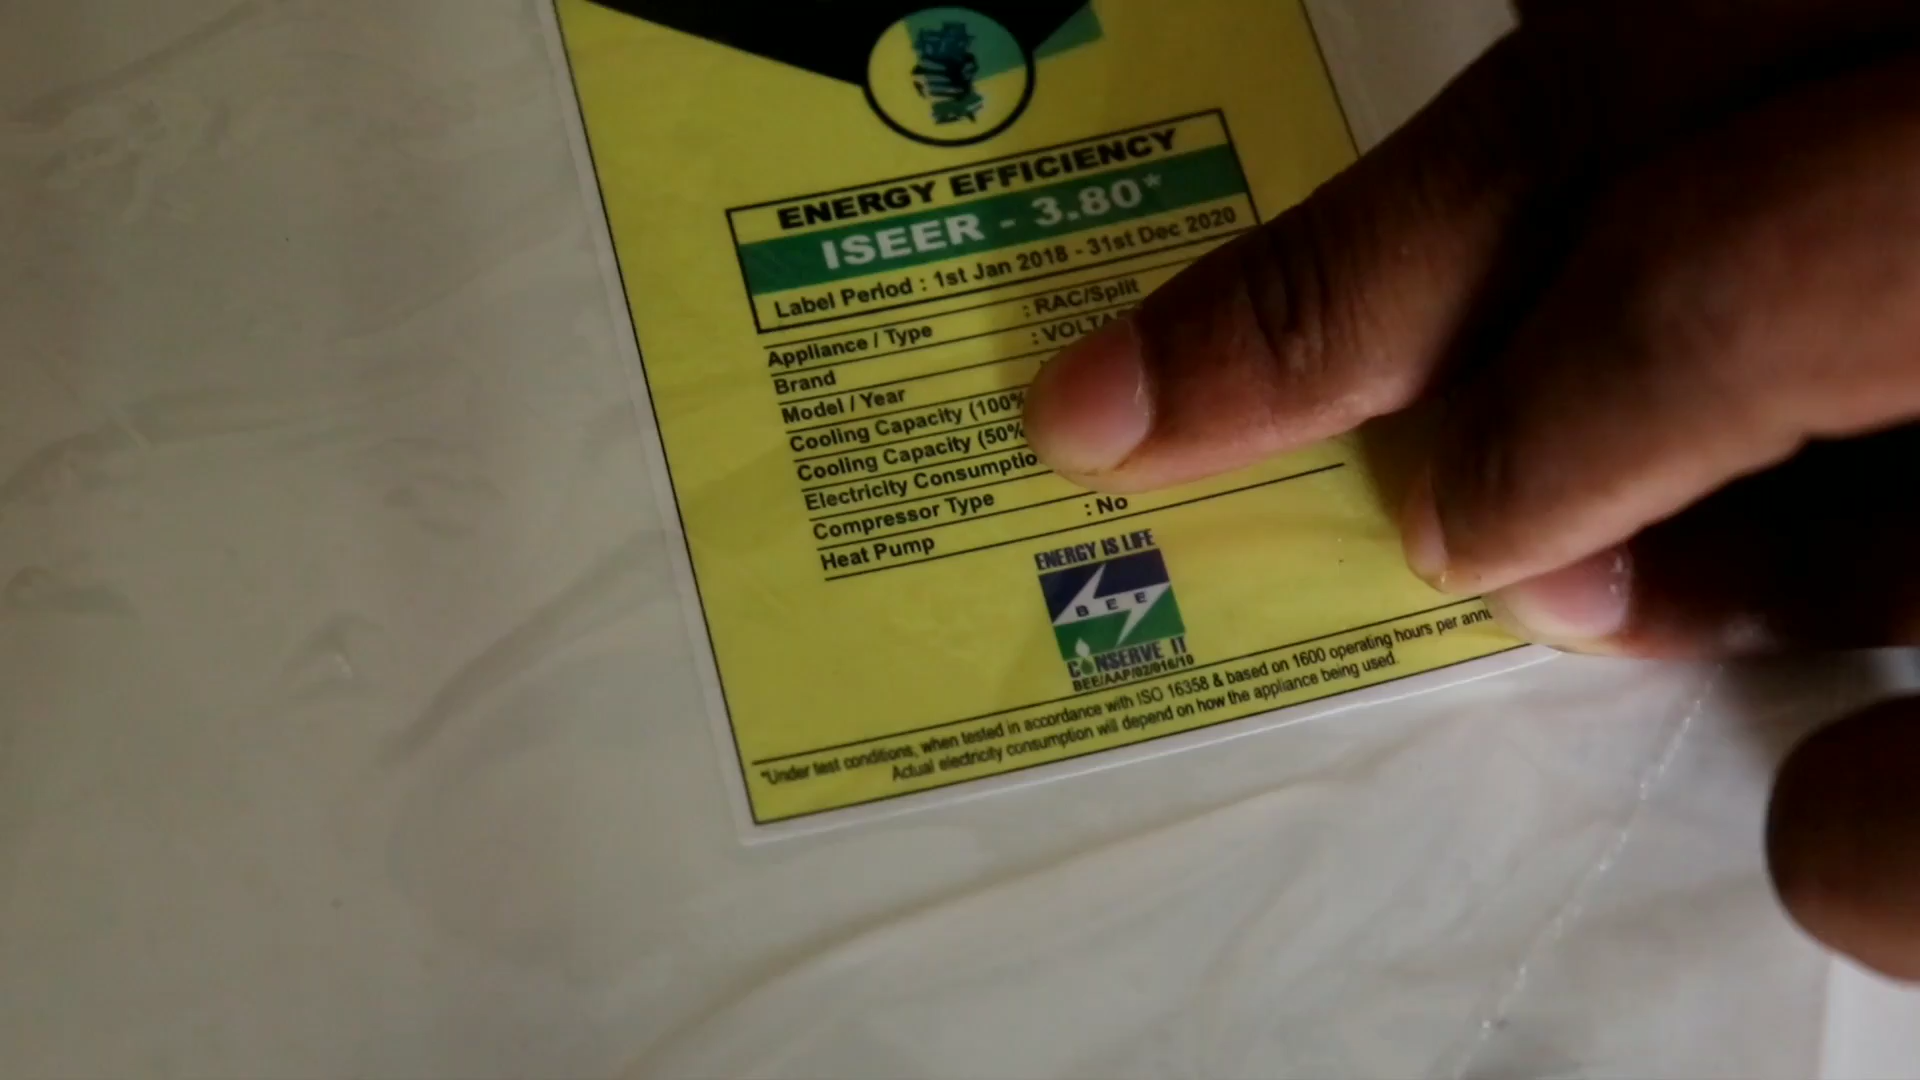 ENERGY EFFICIENCY
ISEER - 3.80*
Label Period : 1st Jan 2018 - 31st Dec 2020
Appliance / Type : RAC/Split
Brand : VOLTA
Model / Year
Cooling Capacity (100%
Cooling Capacity (50%
Electricity Consumptio
Compressor Type
Heat Pump : No
ENERGY IS LIFE
BEE
CONSERVE IT
BEE/AAP/02/016/10
*Under test conditions, when tested in accordance with ISO 16358 & based on 1600 operating hours per annu
Actual electricity consumption will depend on how the appliance being used.